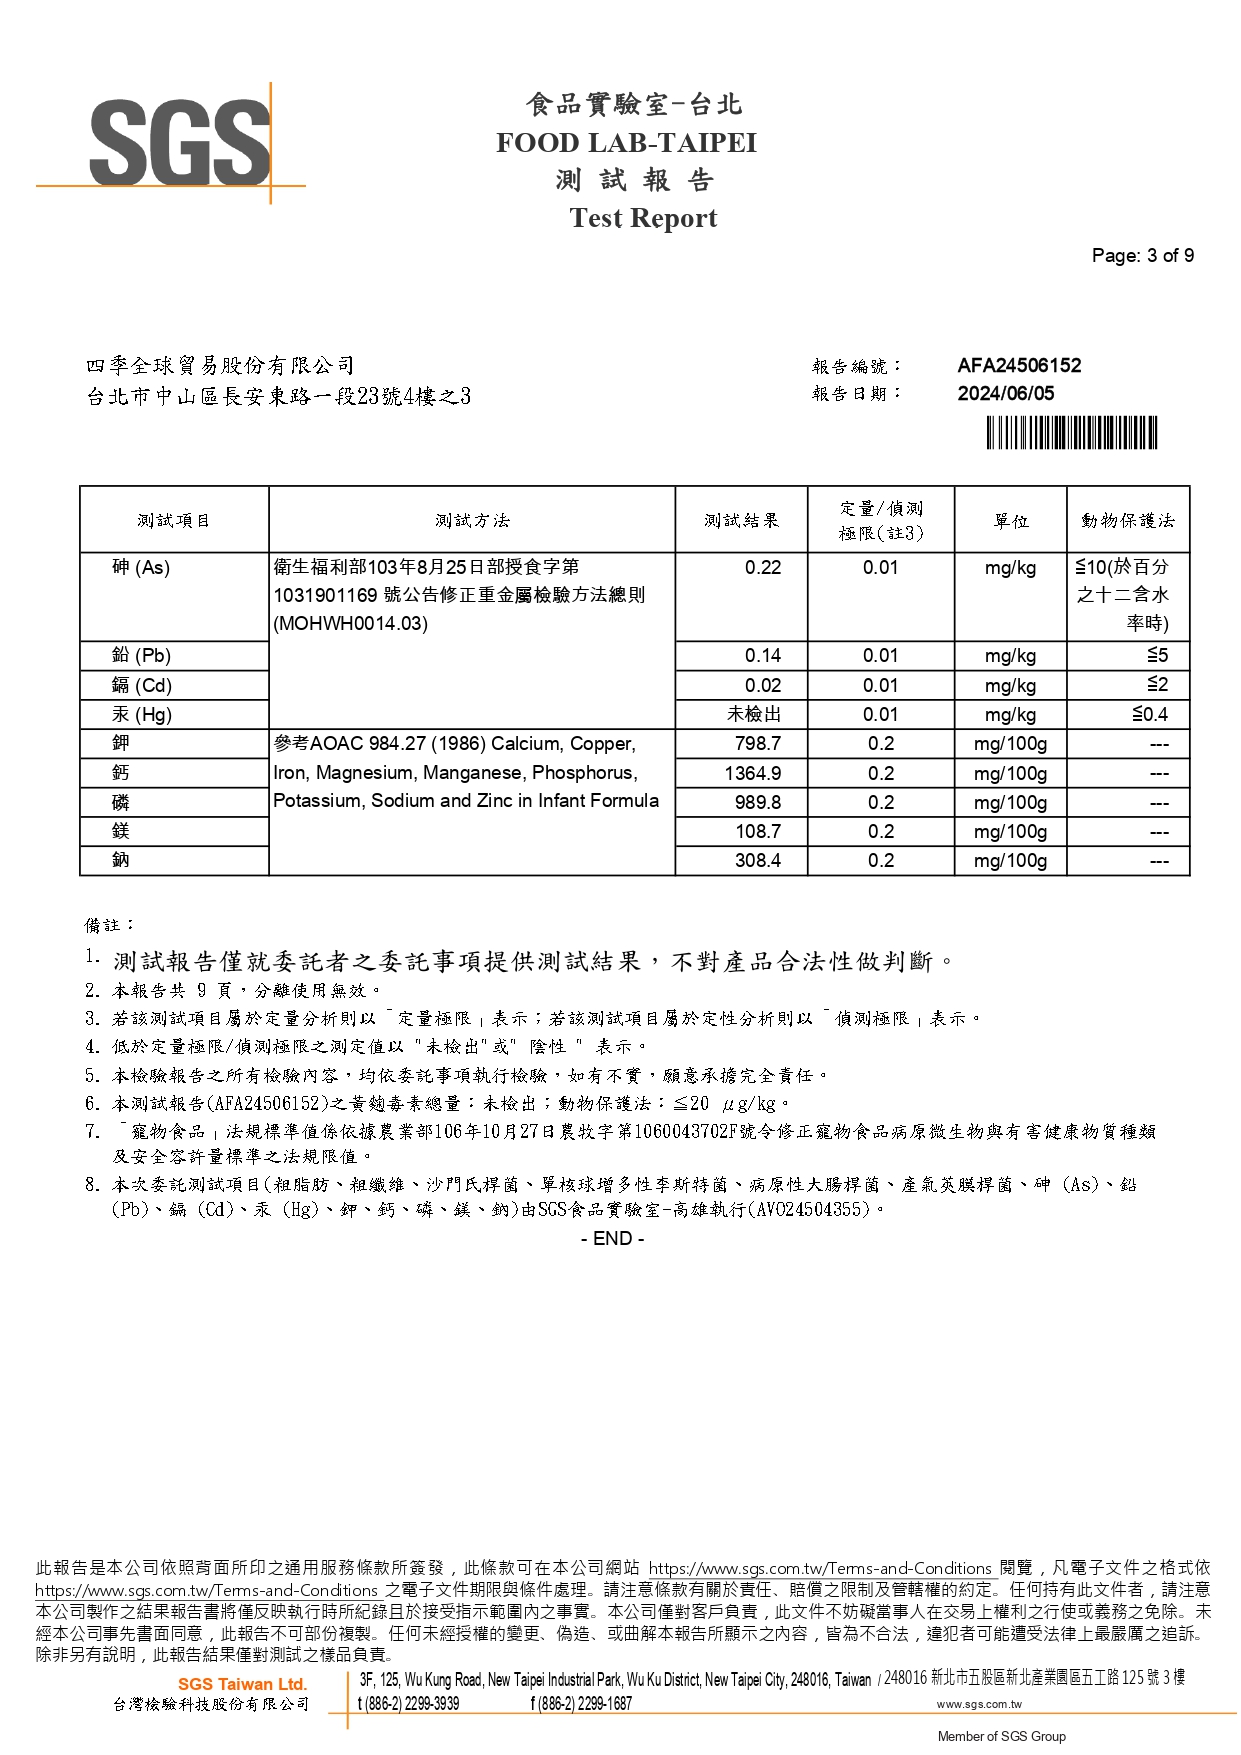 SGS
食品實驗室-台北
FOOD LAB-TAIPEI
測 試 報 告
Test Report
Page: 3 of 9
四季全球貿易股份有限公司
台北市中山區長安東路一段23號4樓之3
報告編號： AFA24506152
報告日期： 2024/06/05
測試項目 測試方法 測試結果 定量/偵測極限(註3) 單位 動物保護法
砷 (As) 衛生福利部103年8月25日部授食字第 0.22 0.01 mg/kg ≦10(於百分
1031901169 號公告修正重金屬檢驗方法總則 之十二含水
(MOHWH0014.03) 率時)
鉛 (Pb) 0.14 0.01 mg/kg ≦5
鎘 (Cd) 0.02 0.01 mg/kg ≦2
汞 (Hg) 未檢出 0.01 mg/kg ≦0.4
鉀 參考AOAC 984.27 (1986) Calcium, Copper, 798.7 0.2 mg/100g ---
鈣 Iron, Magnesium, Manganese, Phosphorus, 1364.9 0.2 mg/100g ---
磷 Potassium, Sodium and Zinc in Infant Formula 989.8 0.2 mg/100g ---
鎂 108.7 0.2 mg/100g ---
鈉 308.4 0.2 mg/100g ---
備註：
1. 測試報告僅就委託者之委託事項提供測試結果，不對產品合法性做判斷。
2. 本報告共 9 頁，分離使用無效。
3. 若該測試項目屬於定量分析則以「定量極限」表示；若該測試項目屬於定性分析則以「偵測極限」表示。
4. 低於定量極限/偵測極限之測定值以 "未檢出"或" 陰性 " 表示。
5. 本檢驗報告之所有檢驗內容，均依委託事項執行檢驗，如有不實，願意承擔完全責任。
6. 本測試報告(AFA24506152)之黃麴毒素總量：未檢出；動物保護法：≦20 μg/kg。
7. 「寵物食品」法規標準值係依據農業部106年10月27日農牧字第1060043702F號令修正寵物食品病原微生物與有害健康物質種類
及安全容許量標準之法規限值。
8. 本次委託測試項目(粗脂肪、粗纖維、沙門氏桿菌、單核球增多性李斯特菌、病原性大腸桿菌、產氣莢膜桿菌、砷 (As)、鉛
(Pb)、鎘 (Cd)、汞 (Hg)、鉀、鈣、磷、鎂、鈉)由SGS食品實驗室-高雄執行(AVO24504355)。
- END -
此報告是本公司依照背面所印之通用服務條款所簽發，此條款可在本公司網站 https://www.sgs.com.tw/Terms-and-Conditions 閱覽，凡電子文件之格式依
https://www.sgs.com.tw/Terms-and-Conditions 之電子文件期限與條件處理。請注意條款有關於責任、賠償之限制及管轄權的約定。任何持有此文件者，請注意
本公司製作之結果報告書將僅反映執行時所紀錄且於接受指示範圍內之事實。本公司僅對客戶負責，此文件不妨礙當事人在交易上權利之行使或義務之免除。未
經本公司事先書面同意，此報告不可部份複製。任何未經授權的變更、偽造、或曲解本報告所顯示之內容，皆為不合法，違犯者可能遭受法律上最嚴厲之追訴。
除非另有說明，此報告結果僅對測試之樣品負責。
SGS Taiwan Ltd. 3F, 125, Wu Kung Road, New Taipei Industrial Park, Wu Ku District, New Taipei City, 248016, Taiwan / 248016 新北市五股區新北產業園區五工路 125 號 3 樓
台灣檢驗科技股份有限公司 t (886-2) 2299-3939 f (886-2) 2299-1687 www.sgs.com.tw
Member of SGS Group